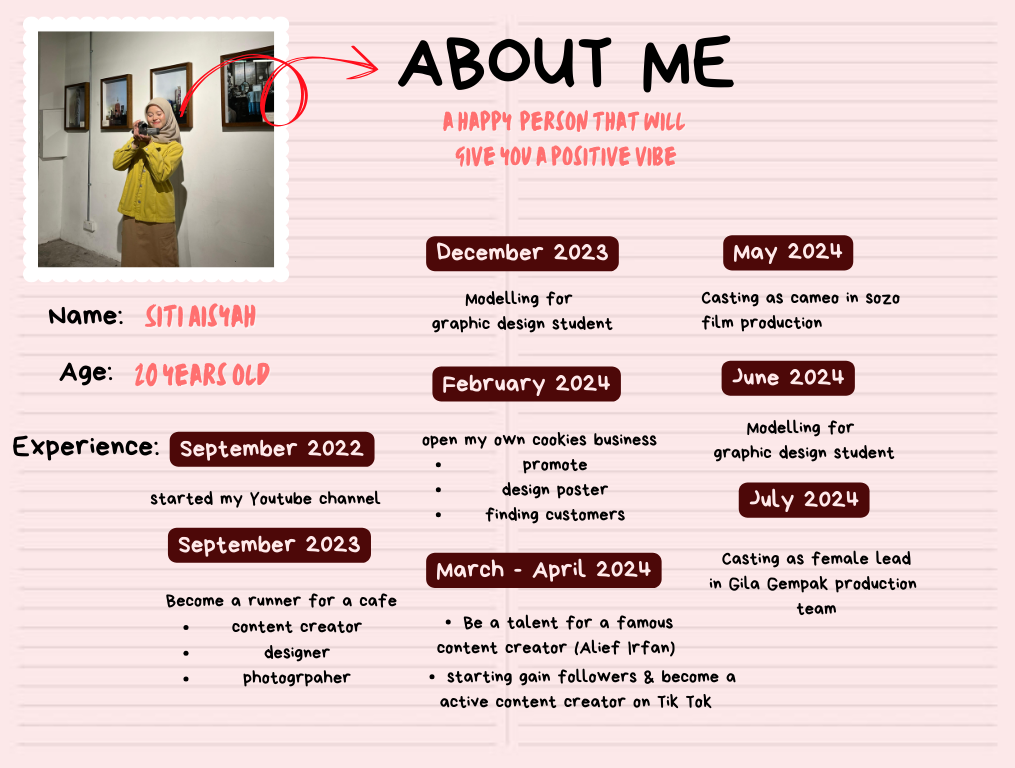 ABOUT ME
A HAPPY PERSON THAT WILL
GIVE YOU A POSITIVE VIBE
Name: SITI AISYAH
Age: 20 YEARS OLD
Experience:
September 2022
started my Youtube channel
September 2023
Become a runner for a cafe
• content creator
• designer
• photogrpaher
December 2023
Modelling for
graphic design student
February 2024
open my own cookies business
• promote
• design poster
• finding customers
March - April 2024
• Be a talent for a famous
content creator (Alief Irfan)
• starting gain followers & become a
active content creator on Tik Tok
May 2024
Casting as cameo in sozo
film production
June 2024
Modelling for
graphic design student
July 2024
Casting as female lead
in Gila Gempak production
team